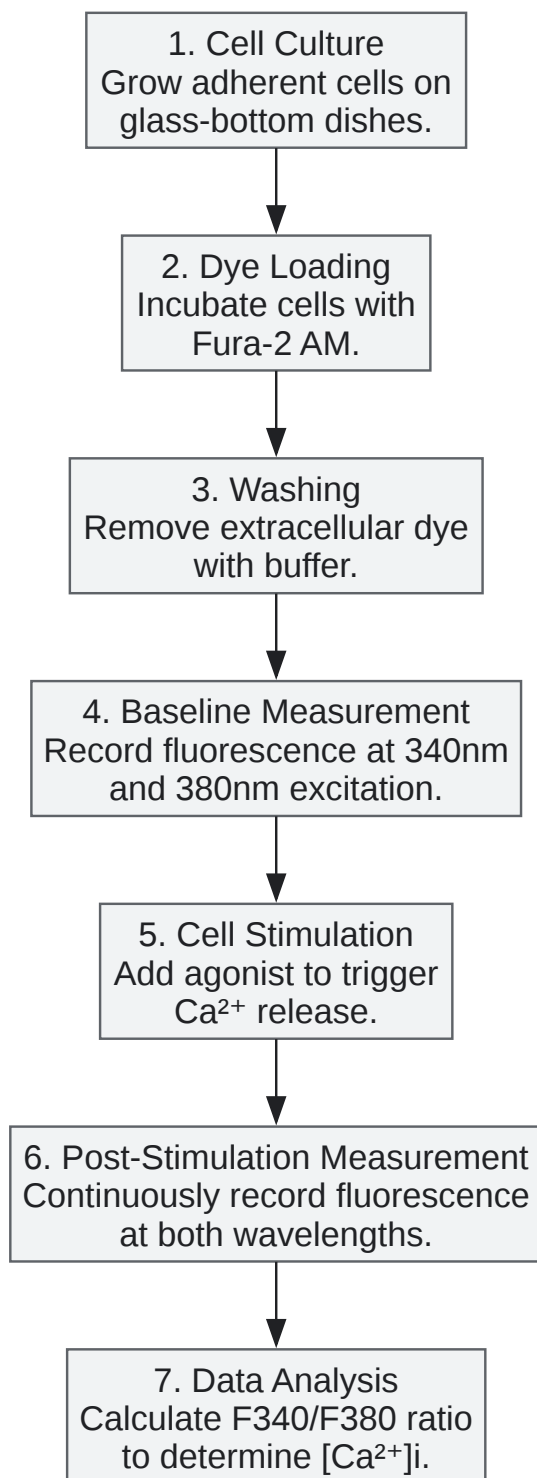 1. Cell Culture
Grow adherent cells on
glass-bottom dishes.
2. Dye Loading
Incubate cells with
Fura-2 AM.
3. Washing
Remove extracellular dye
with buffer.
4. Baseline Measurement
Record fluorescence at 340nm
and 380nm excitation.
5. Cell Stimulation
Add agonist to trigger
Ca²⁺ release.
6. Post-Stimulation Measurement
Continuously record fluorescence
at both wavelengths.
7. Data Analysis
Calculate F340/F380 ratio
to determine [Ca²⁺]i.